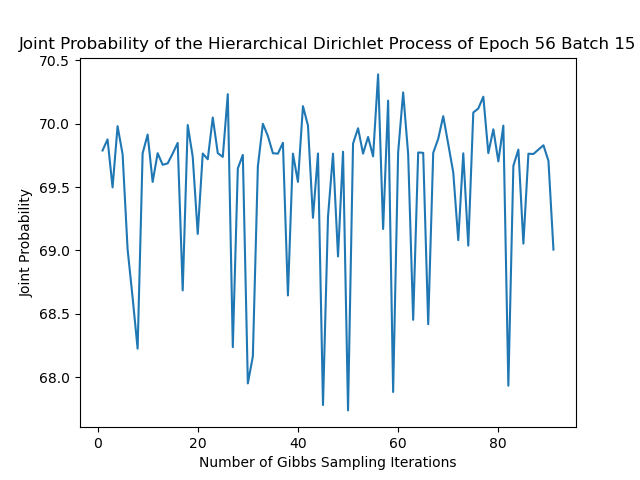 Joint Probability of the Hierarchical Dirichlet Process of Epoch 56 Batch 15
70.5
70.0
69.5
69.0
68.5
68.0
Joint Probability
0 20 40 60 80
Number of Gibbs Sampling Iterations